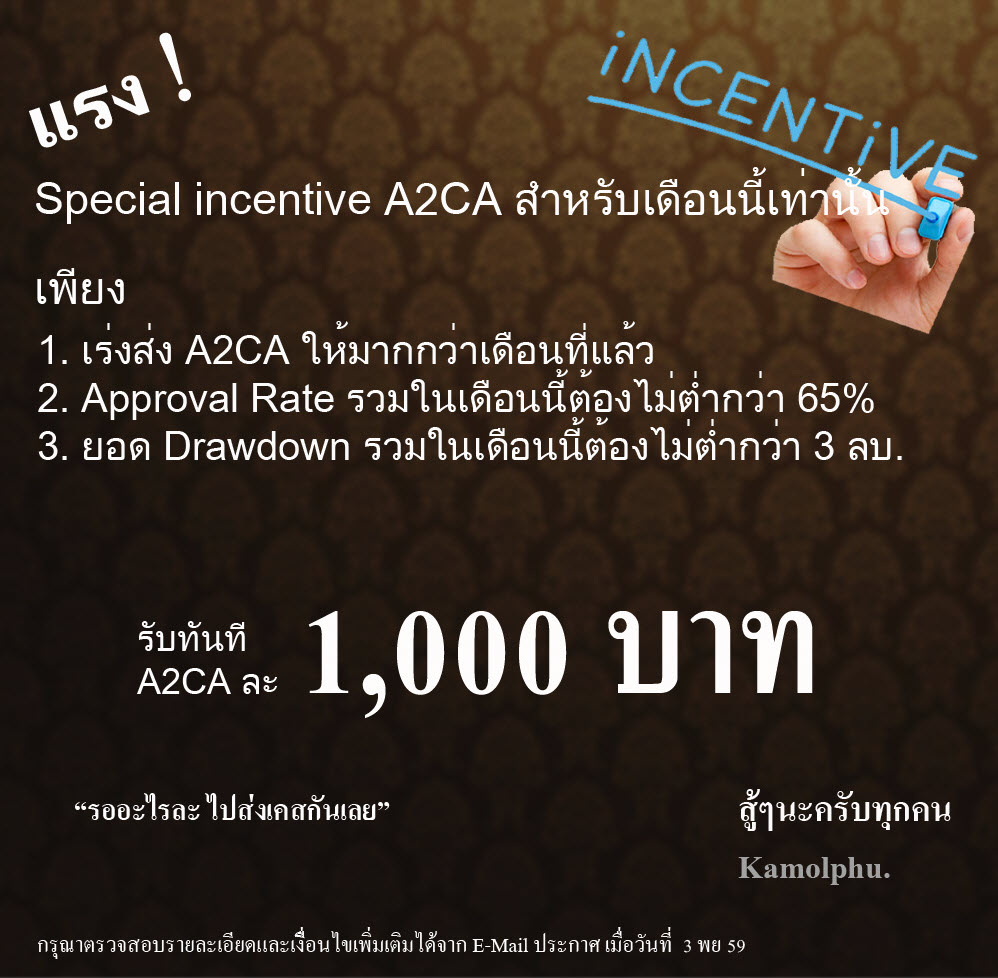 แรง !
iNCENTiVE
Special incentive A2CA สำหรับเดือนนี้เท่านั้น
เพียง
1. เร่งส่ง A2CA ให้มากกว่าเดือนที่แล้ว
2. Approval Rate รวมในเดือนนี้ต้องไม่ต่ำกว่า 65%
3. ยอด Drawdown รวมในเดือนนี้ต้องไม่ต่ำกว่า 3 ลบ.
รับทันที
A2CA ละ 1,000 บาท
“รออะไรละ ไปส่งเคสกันเลย”
สู้ๆนะครับทุกคน
Kamolphu.
กรุณาตรวจสอบรายละเอียดและเงื่อนไขเพิ่มเติมได้จาก E-Mail ประกาศ เมื่อวันที่ 3 พย 59